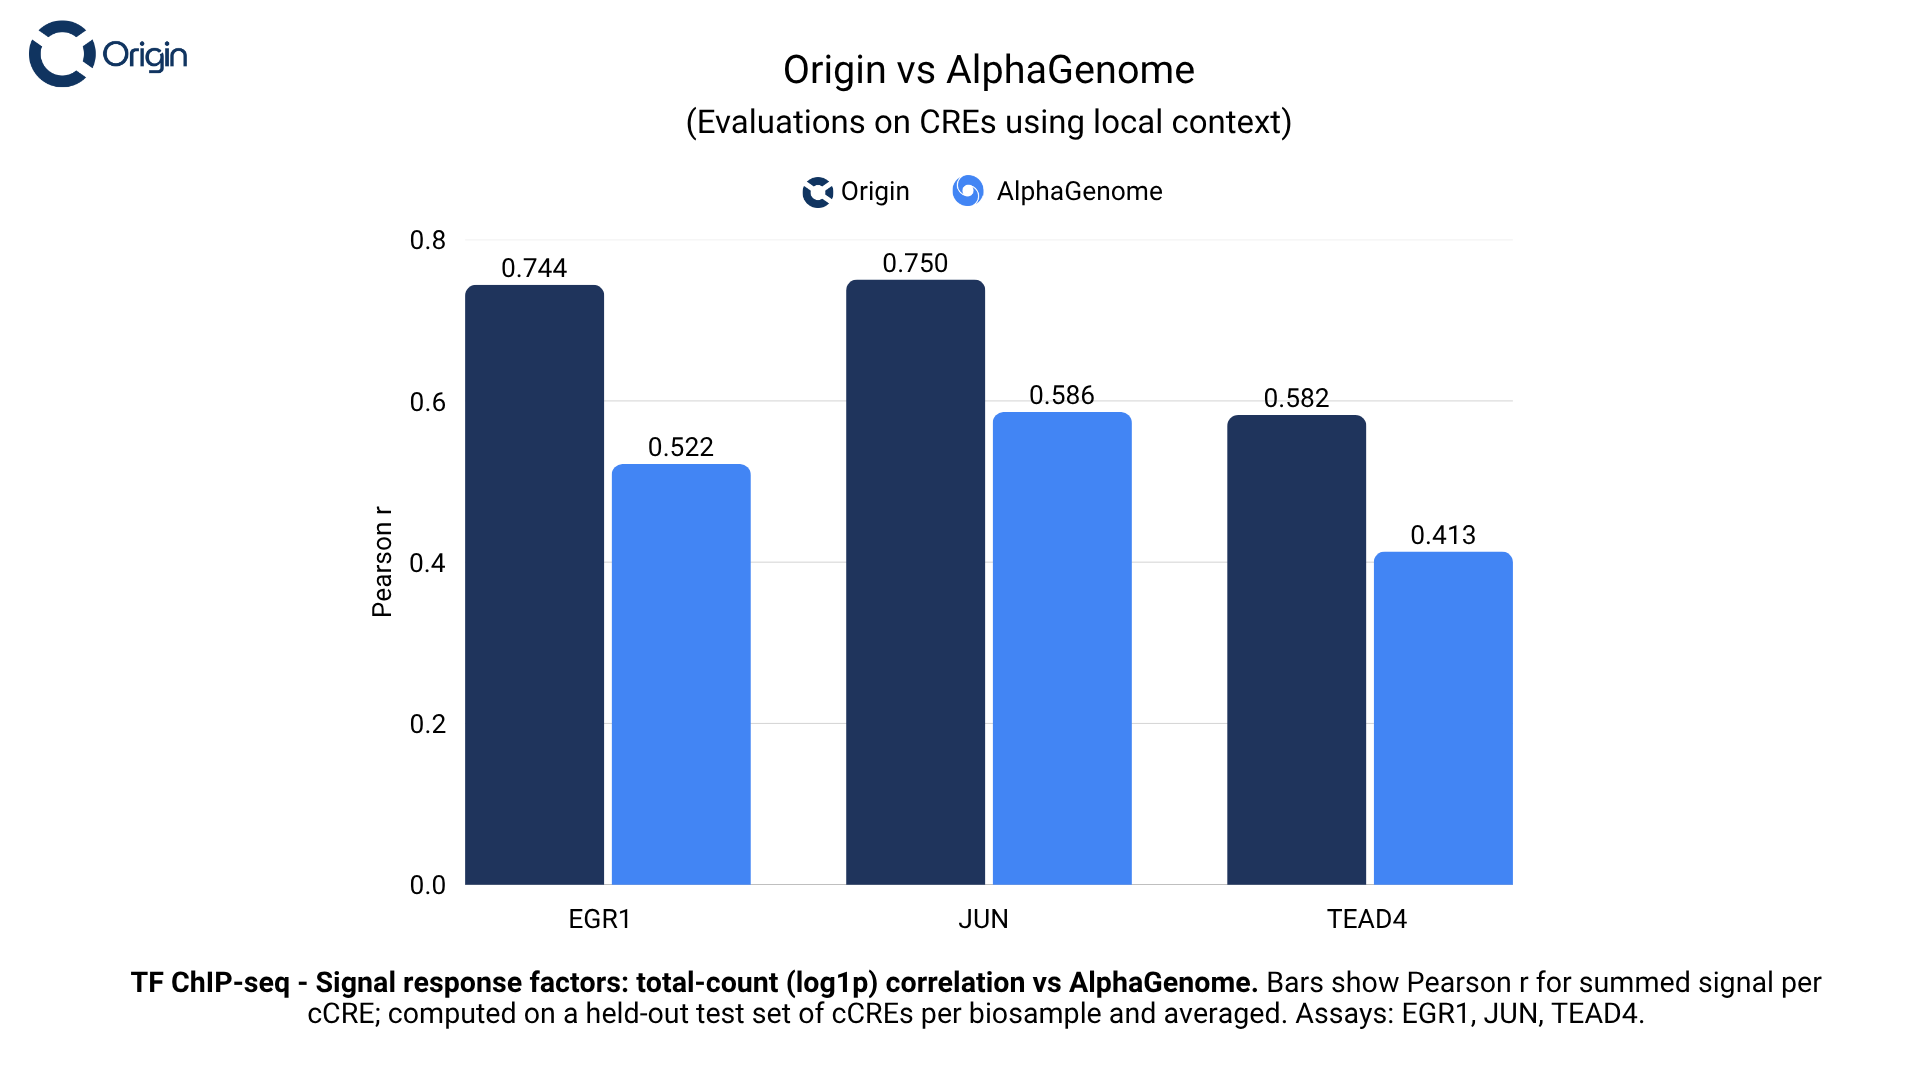 Origin
Origin vs AlphaGenome
(Evaluations on CREs using local context)
Origin AlphaGenome
0.8
0.6
0.4
0.2
0.0
Pearson r
0.744
0.522
0.750
0.586
0.582
0.413
EGR1 JUN TEAD4
TF ChIP-seq - Signal response factors: total-count (log1p) correlation vs AlphaGenome. Bars show Pearson r for summed signal per
cCRE; computed on a held-out test set of cCREs per biosample and averaged. Assays: EGR1, JUN, TEAD4.